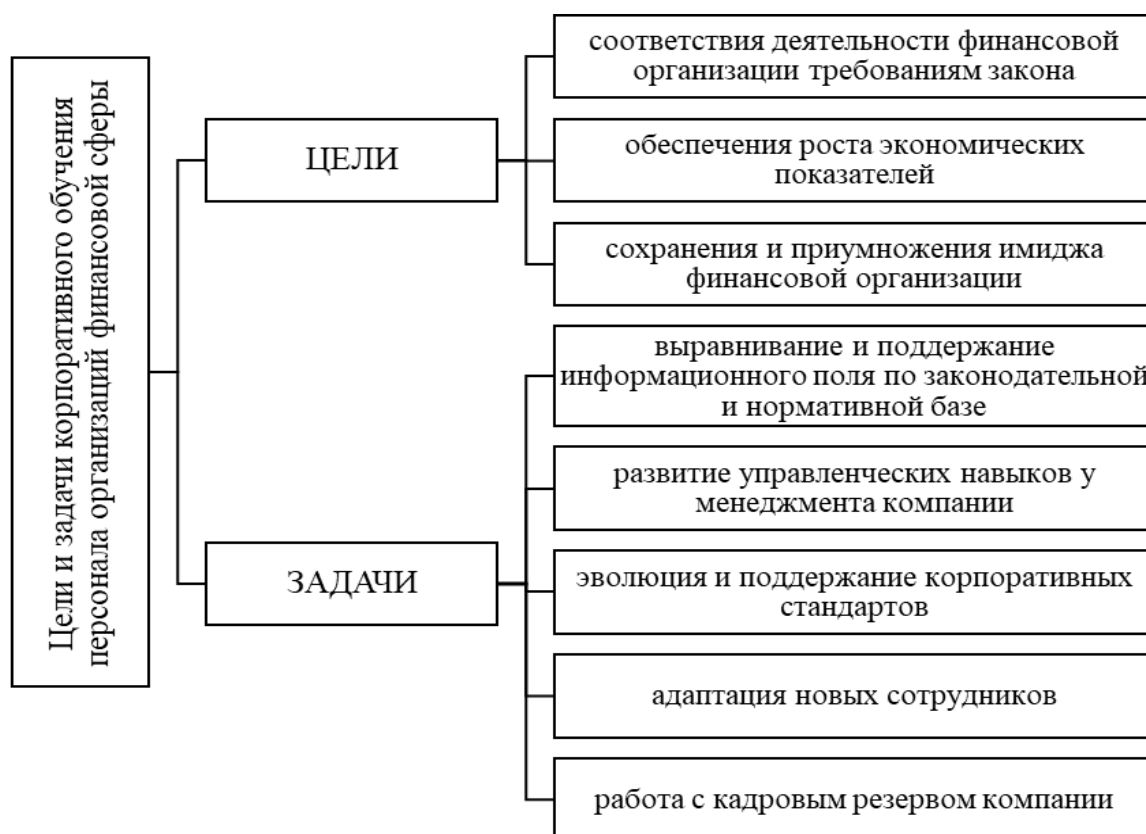 Цели и задачи корпоративного обучения
персонала организаций финансовой сферы
ЦЕЛИ
соответствия деятельности финансовой
организации требованиям закона
обеспечения роста экономических
показателей
сохранения и приумножения имиджа
финансовой организации
ЗАДАЧИ
выравнивание и поддержание
информационного поля по законодательной
и нормативной базе
развитие управленческих навыков у
менеджмента компании
эволюция и поддержание корпоративных
стандартов
адаптация новых сотрудников
работа с кадровым резервом компании